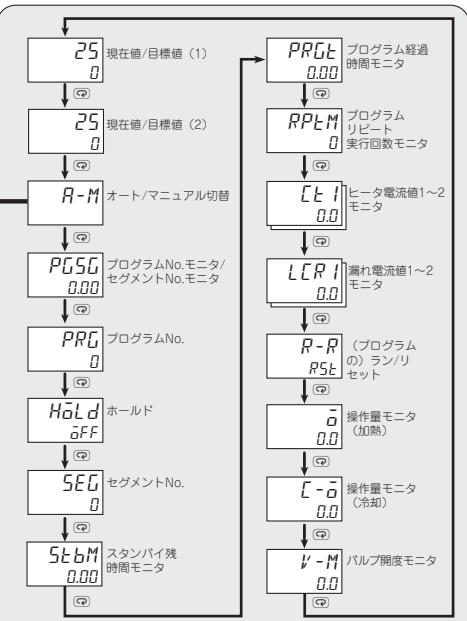 25
0
現在値/目標値（1）
25
0
現在値/目標値（2）
A-M
オート/マニュアル切替
PGSG
0.00
プログラムNo.モニタ/
セグメントNo.モニタ
PRG
0
プログラムNo.
HoLd
oFF
ホールド
SEG
0
セグメントNo.
StbM
0.00
スタンバイ残
時間モニタ
PRGt
0.00
プログラム経過
時間モニタ
RPtM
0
プログラム
リピート
実行回数モニタ
Ct1
0.0
ヒータ電流値1～2
モニタ
LCR1
0.0
漏れ電流値1～2
モニタ
R-R
RSt
（プログラム
の）ラン/リ
セット
o
0.0
操作量モニタ
（加熱）
C-o
0.0
操作量モニタ
（冷却）
V-M
0.0
バルブ開度モニタ